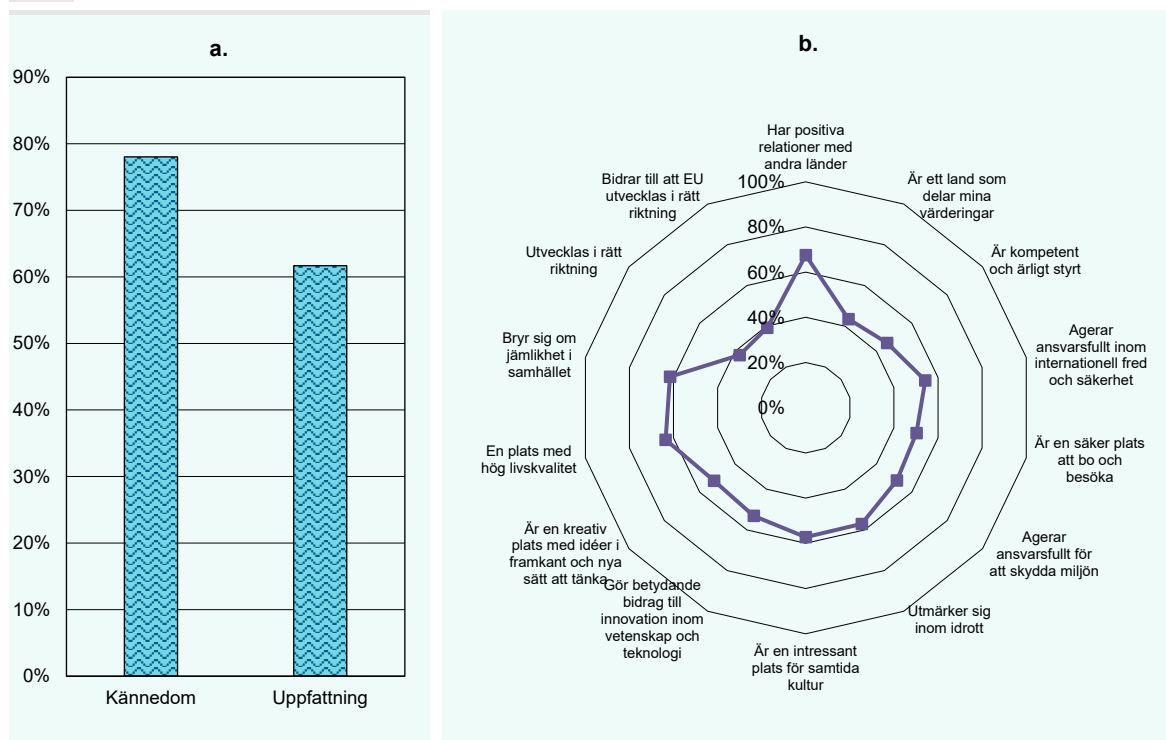 a.
90%
80%
70%
60%
50%
40%
30%
20%
10%
0%
Kännedom
Uppfattning
b.
Har positiva
relationer med
andra länder
Är ett land som
delar mina
värderingar
Är kompetent
och ärligt styrt
Agerar
ansvarsfullt inom
internationell fred
och säkerhet
Är en säker plats
att bo och
besöka
Agerar
ansvarsfullt för
att skydda miljön
Utmärker sig
inom idrott
Är en intressant
plats för samtida
kultur
Gör betydande
bidrag till
innovation inom
vetenskap och
teknologi
Är en kreativ
plats med idéer i
framkant och nya
sätt att tänka
En plats med
hög livskvalitet
Bryr sig om
jämlikhet i
samhället
Utvecklas i rätt
riktning
Bidrar till att EU
utvecklas i rätt
riktning
100%
80%
60%
40%
20%
0%